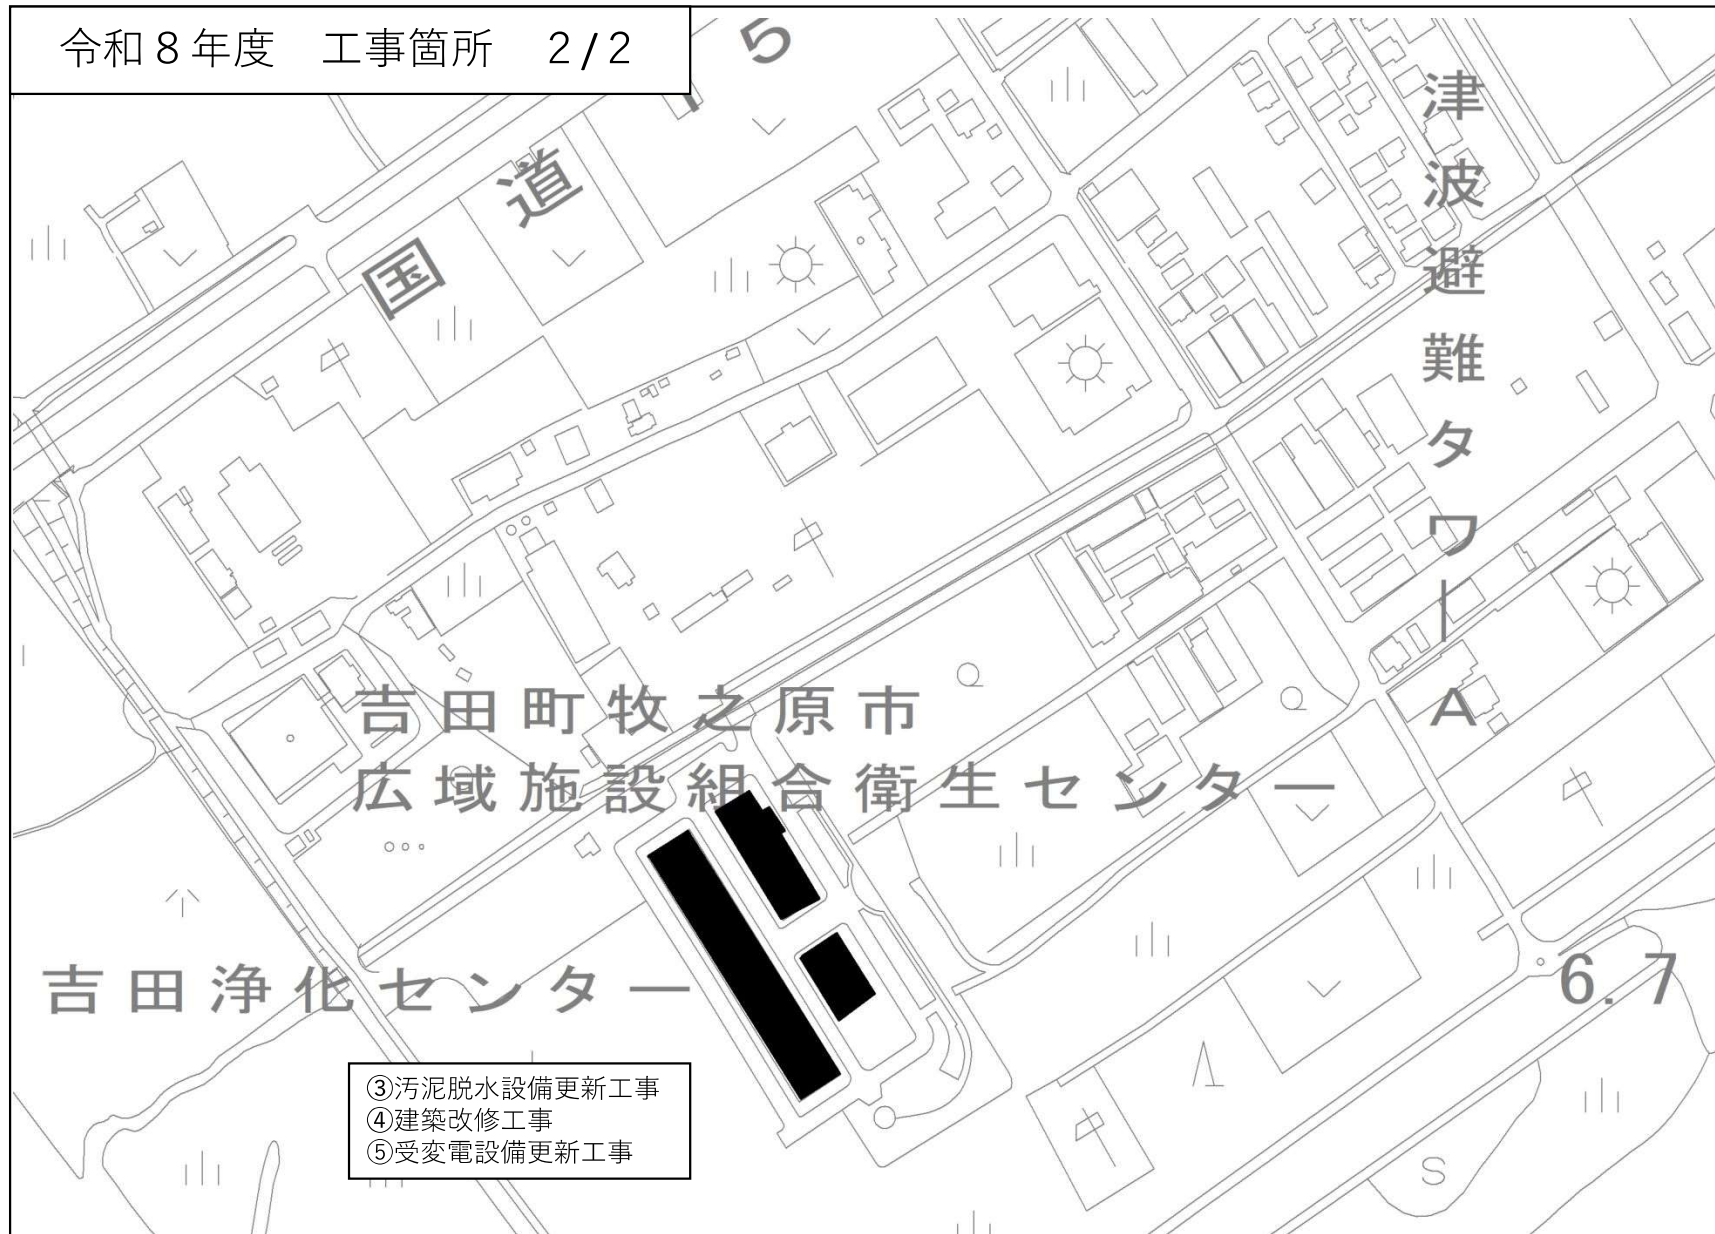 令和８年度　工事箇所　２/２
国道１５
津波避難タワーA
吉田町牧之原市
広域施設組合衛生センター
吉田浄化センター
6.7
③汚泥脱水設備更新工事
④建築改修工事
⑤受変電設備更新工事
S